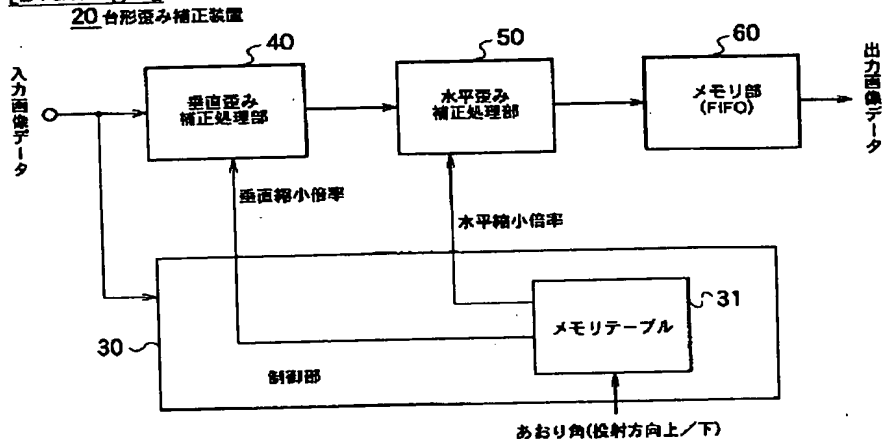 20 台形歪み補正装置
入力画像データ
40
垂直歪み
補正処理部
50
水平歪み
補正処理部
60
メモリ部
(FIFO)
出力画像データ
垂直縮小倍率
水平縮小倍率
30
制御部
メモリテーブル
31
あおり角(投射方向上/下)